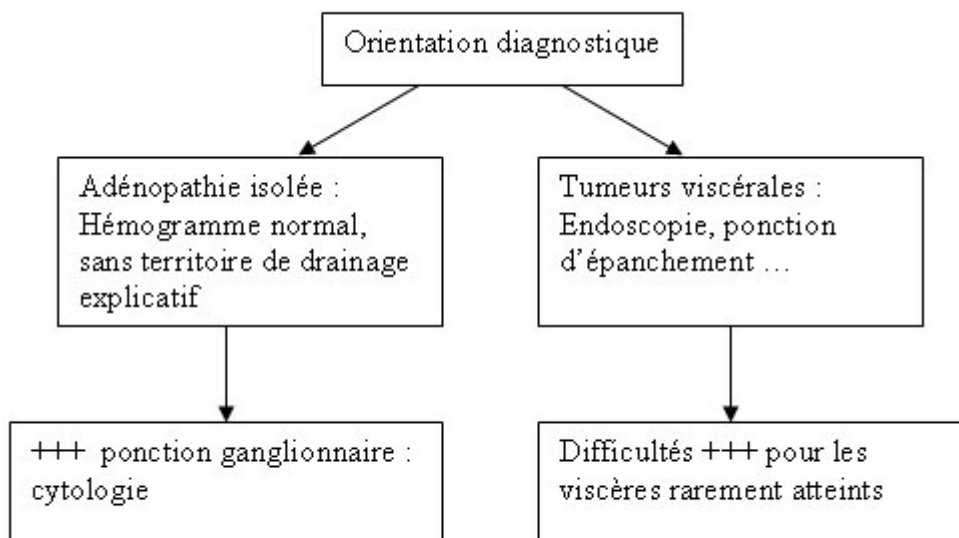 Orientation diagnostique
Adénopathie isolée :
Hémogramme normal,
sans territoire de drainage
explicatif
Tumeurs viscérales :
Endoscopie, ponction
d’épanchement …
+++ ponction ganglionnaire :
cytologie
Difficultés +++ pour les
viscères rarement atteints